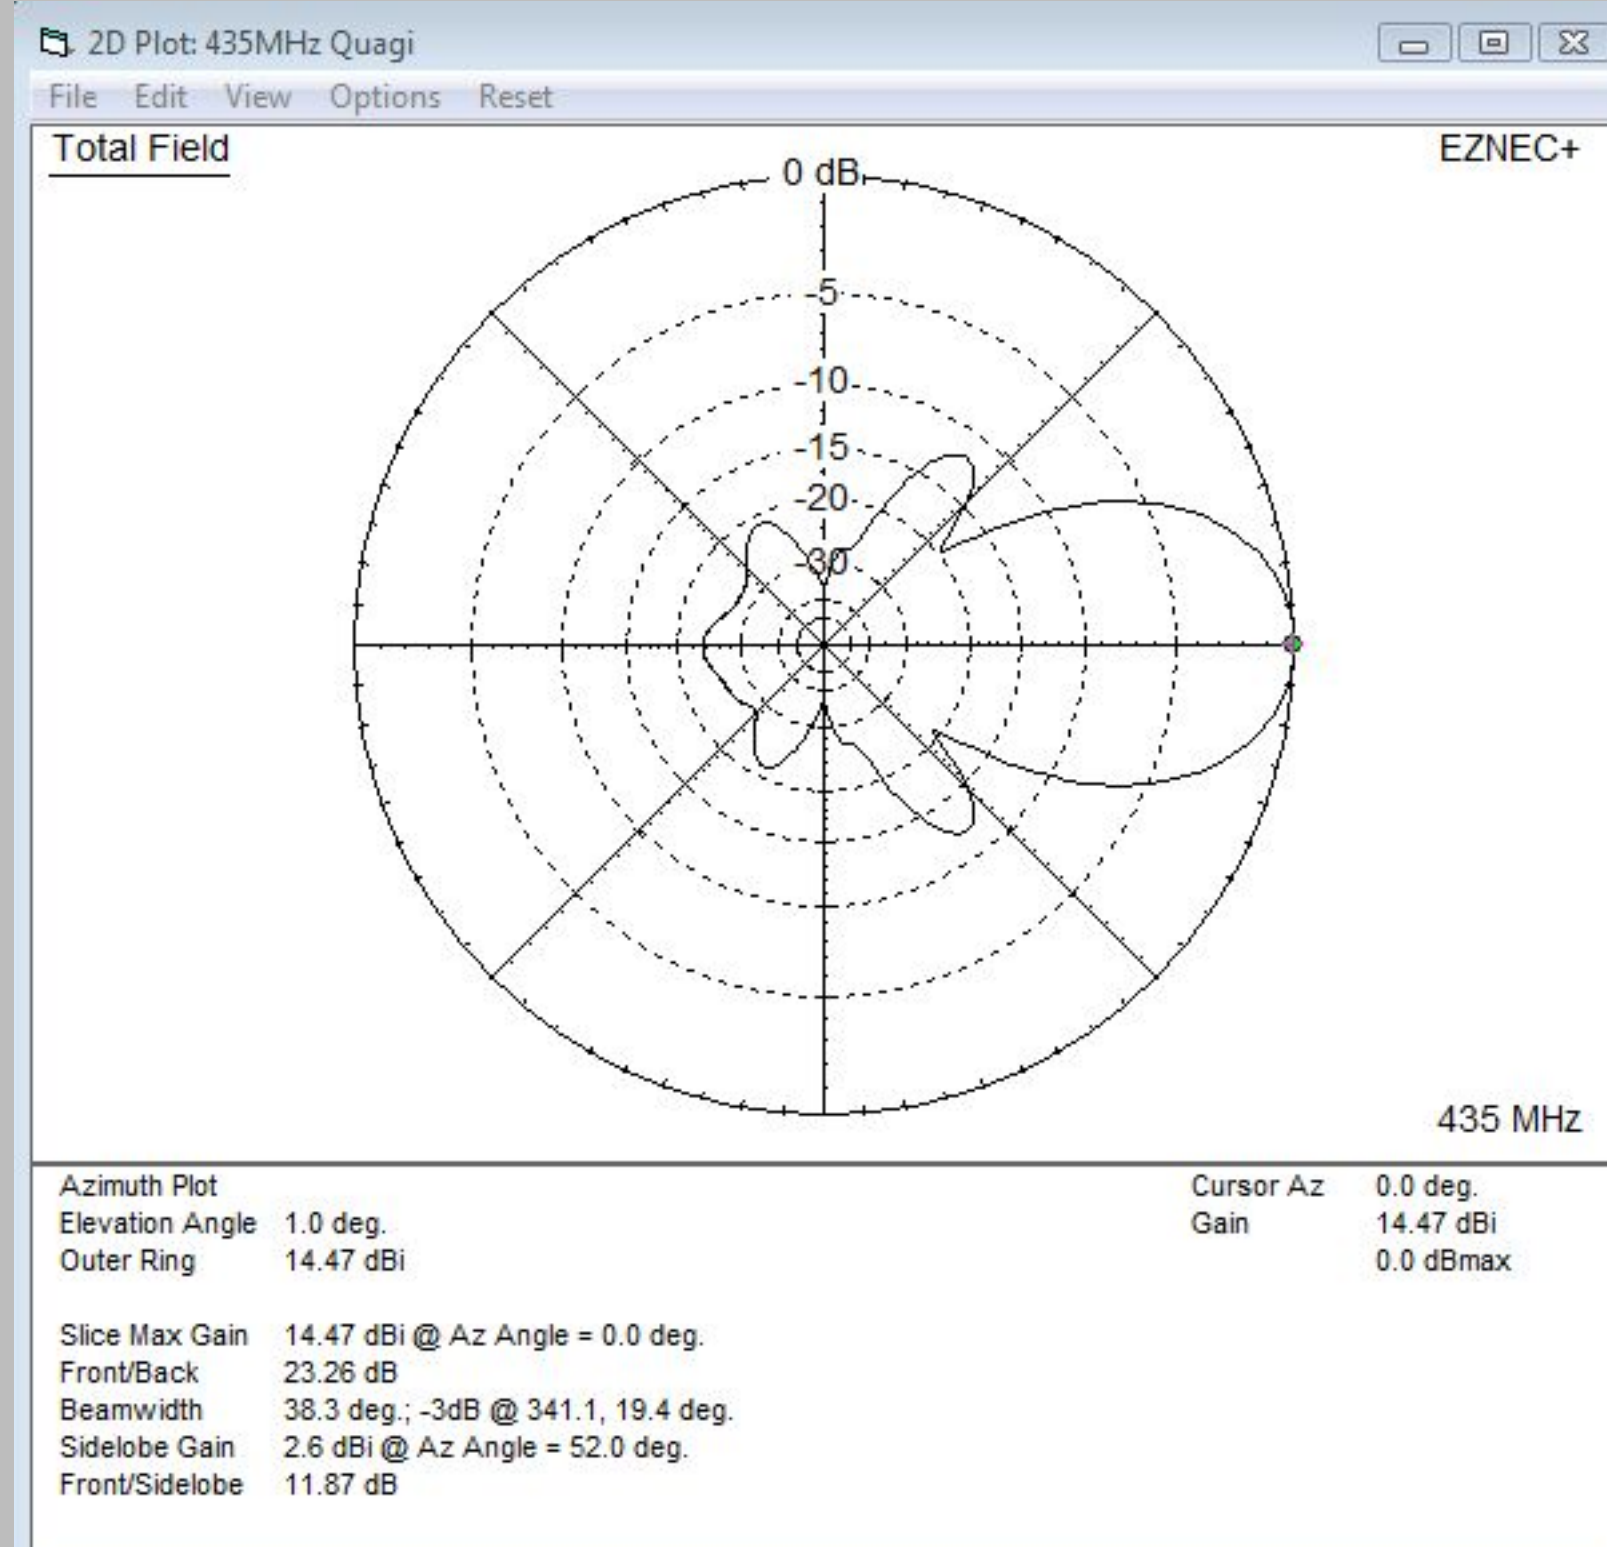 2D Plot: 435MHz Quagi
File Edit View Options Reset
Total Field
EZNEC+
0 dB
-5
-10
-15
-20
-30
435 MHz
Azimuth Plot
Elevation Angle 1.0 deg.
Outer Ring 14.47 dBi
Cursor Az 0.0 deg.
Gain 14.47 dBi
0.0 dBmax
Slice Max Gain 14.47 dBi @ Az Angle = 0.0 deg.
Front/Back 23.26 dB
Beamwidth 38.3 deg.; -3dB @ 341.1, 19.4 deg.
Sidelobe Gain 2.6 dBi @ Az Angle = 52.0 deg.
Front/Sidelobe 11.87 dB